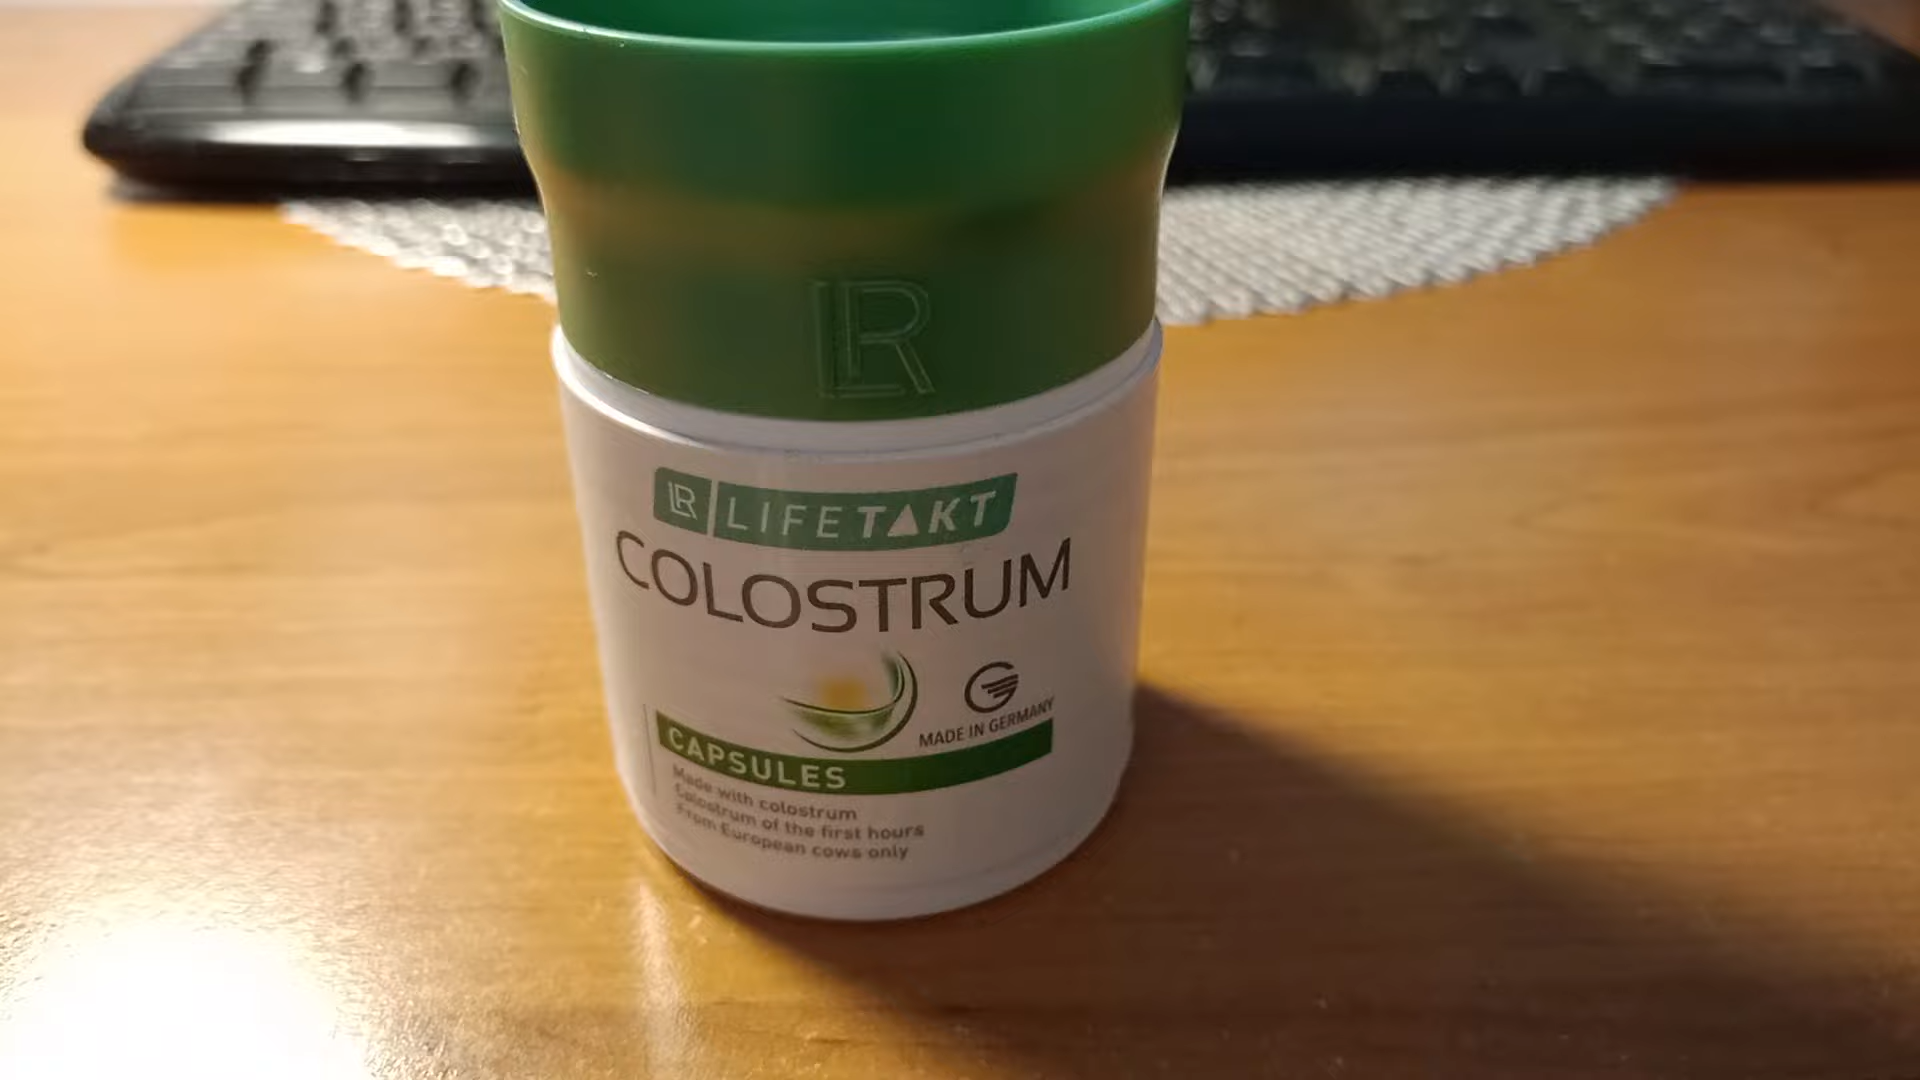 LR
LR LIFETAKT
COLOSTRUM
MADE IN GERMANY
CAPSULES
Made with colostrum
Colostrum of the first hours
From European cows only